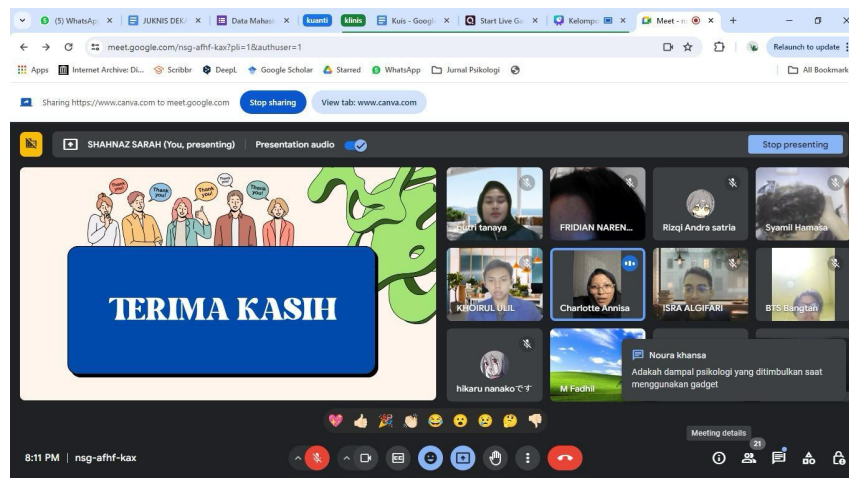 (5) WhatsAp
JUKNIS DEK
Data Mahas
kuanti
klinis
Kuis - Google
Start Live Ga
Kelompo
Meet - n
meet.google.com/nsg-afhf-kax?pli=1&authuser=1
Relaunch to update
Apps
Internet Archive: Di...
Scribbr
DeepL
Google Scholar
Starred
WhatsApp
Jurnal Psikologi
All Bookmark
Sharing https://www.canva.com to meet.google.com
Stop sharing
View tab: www.canva.com
SHAHNAZ SARAH (You, presenting)
Presentation audio
Stop presenting
Thank you!
Thank you!
Thank you!
Thank you!
TERIMA KASIH
putri tanaya
FRIDIAN NAREN...
Rizqi Andra satria
Syamil Hamasa
KHOIRUL ULIL
Charlotte Annisa
ISRA ALGIFARI
BTS Bangtan
hikaru nanakoです
M Fadhil
Noura khansa
Adakah dampal psikologi yang ditimbulkan saat
menggunakan gadget
Meeting details
21
8:11 PM | nsg-afhf-kax